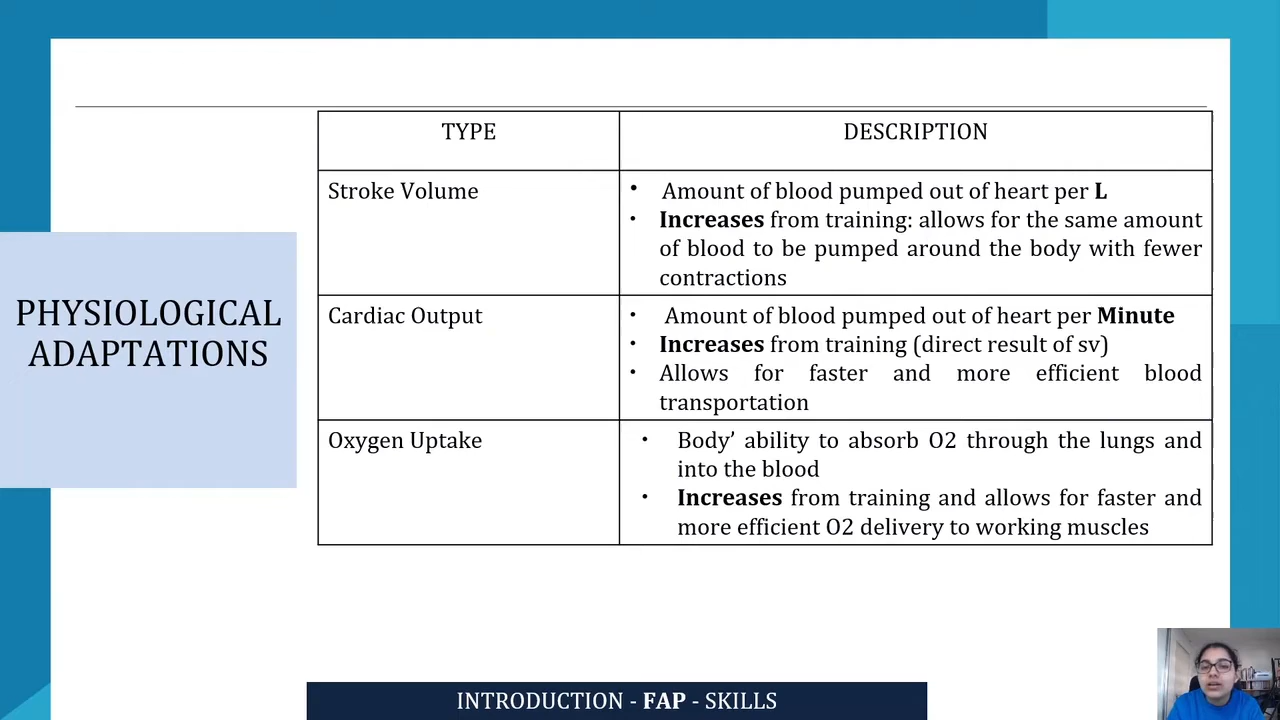 TYPE
DESCRIPTION
Stroke Volume
• Amount of blood pumped out of heart per L
• Increases from training: allows for the same amount
of blood to be pumped around the body with fewer
contractions
PHYSIOLOGICAL
ADAPTATIONS
Cardiac Output
• Amount of blood pumped out of heart per Minute
• Increases from training (direct result of sv)
• Allows for faster and more efficient blood
transportation
Oxygen Uptake
• Body’ ability to absorb O2 through the lungs and
into the blood
• Increases from training and allows for faster and
more efficient O2 delivery to working muscles
INTRODUCTION - FAP - SKILLS